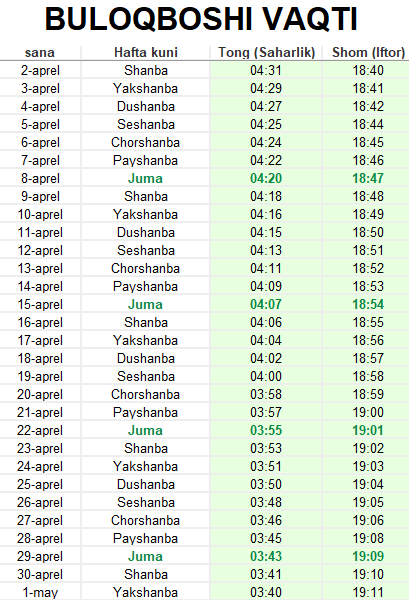 BULOQBOSHI VAQTI
sana Hafta kuni Tong (Saharlik) Shom (Iftor)
2-aprel Shanba 04:31 18:40
3-aprel Yakshanba 04:29 18:41
4-aprel Dushanba 04:27 18:42
5-aprel Seshanba 04:25 18:44
6-aprel Chorshanba 04:24 18:45
7-aprel Payshanba 04:22 18:46
8-aprel Juma 04:20 18:47
9-aprel Shanba 04:18 18:48
10-aprel Yakshanba 04:16 18:49
11-aprel Dushanba 04:15 18:50
12-aprel Seshanba 04:13 18:51
13-aprel Chorshanba 04:11 18:52
14-aprel Payshanba 04:09 18:53
15-aprel Juma 04:07 18:54
16-aprel Shanba 04:06 18:55
17-aprel Yakshanba 04:04 18:56
18-aprel Dushanba 04:02 18:57
19-aprel Seshanba 04:00 18:58
20-aprel Chorshanba 03:58 18:59
21-aprel Payshanba 03:57 19:00
22-aprel Juma 03:55 19:01
23-aprel Shanba 03:53 19:02
24-aprel Yakshanba 03:51 19:03
25-aprel Dushanba 03:50 19:04
26-aprel Seshanba 03:48 19:05
27-aprel Chorshanba 03:46 19:06
28-aprel Payshanba 03:45 19:08
29-aprel Juma 03:43 19:09
30-aprel Shanba 03:41 19:10
1-may Yakshanba 03:40 19:11